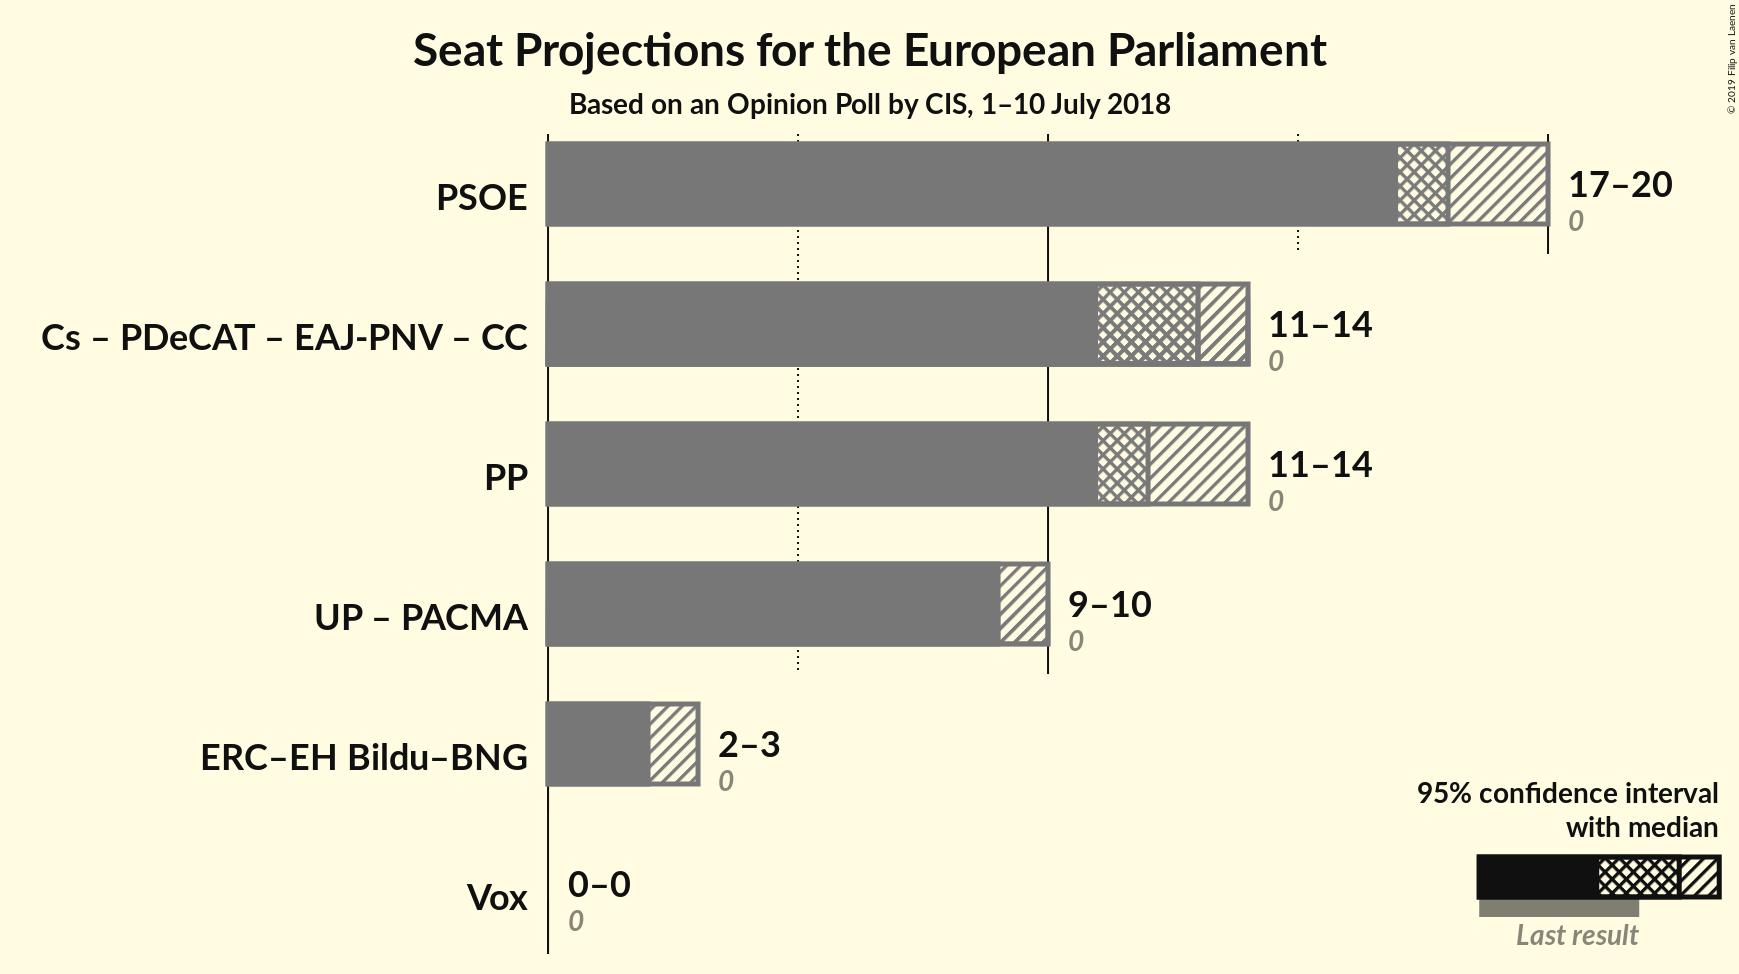 Seat Projections for the European Parliament
Based on an Opinion Poll by CIS, 1–10 July 2018
© 2019 Filip van Laenen
PSOE
17–20
0
Cs – PDeCAT – EAJ-PNV – CC
11–14
0
PP
11–14
0
UP – PACMA
9–10
0
ERC–EH Bildu–BNG
2–3
0
Vox
0–0
0
95% confidence interval
with median
Last result